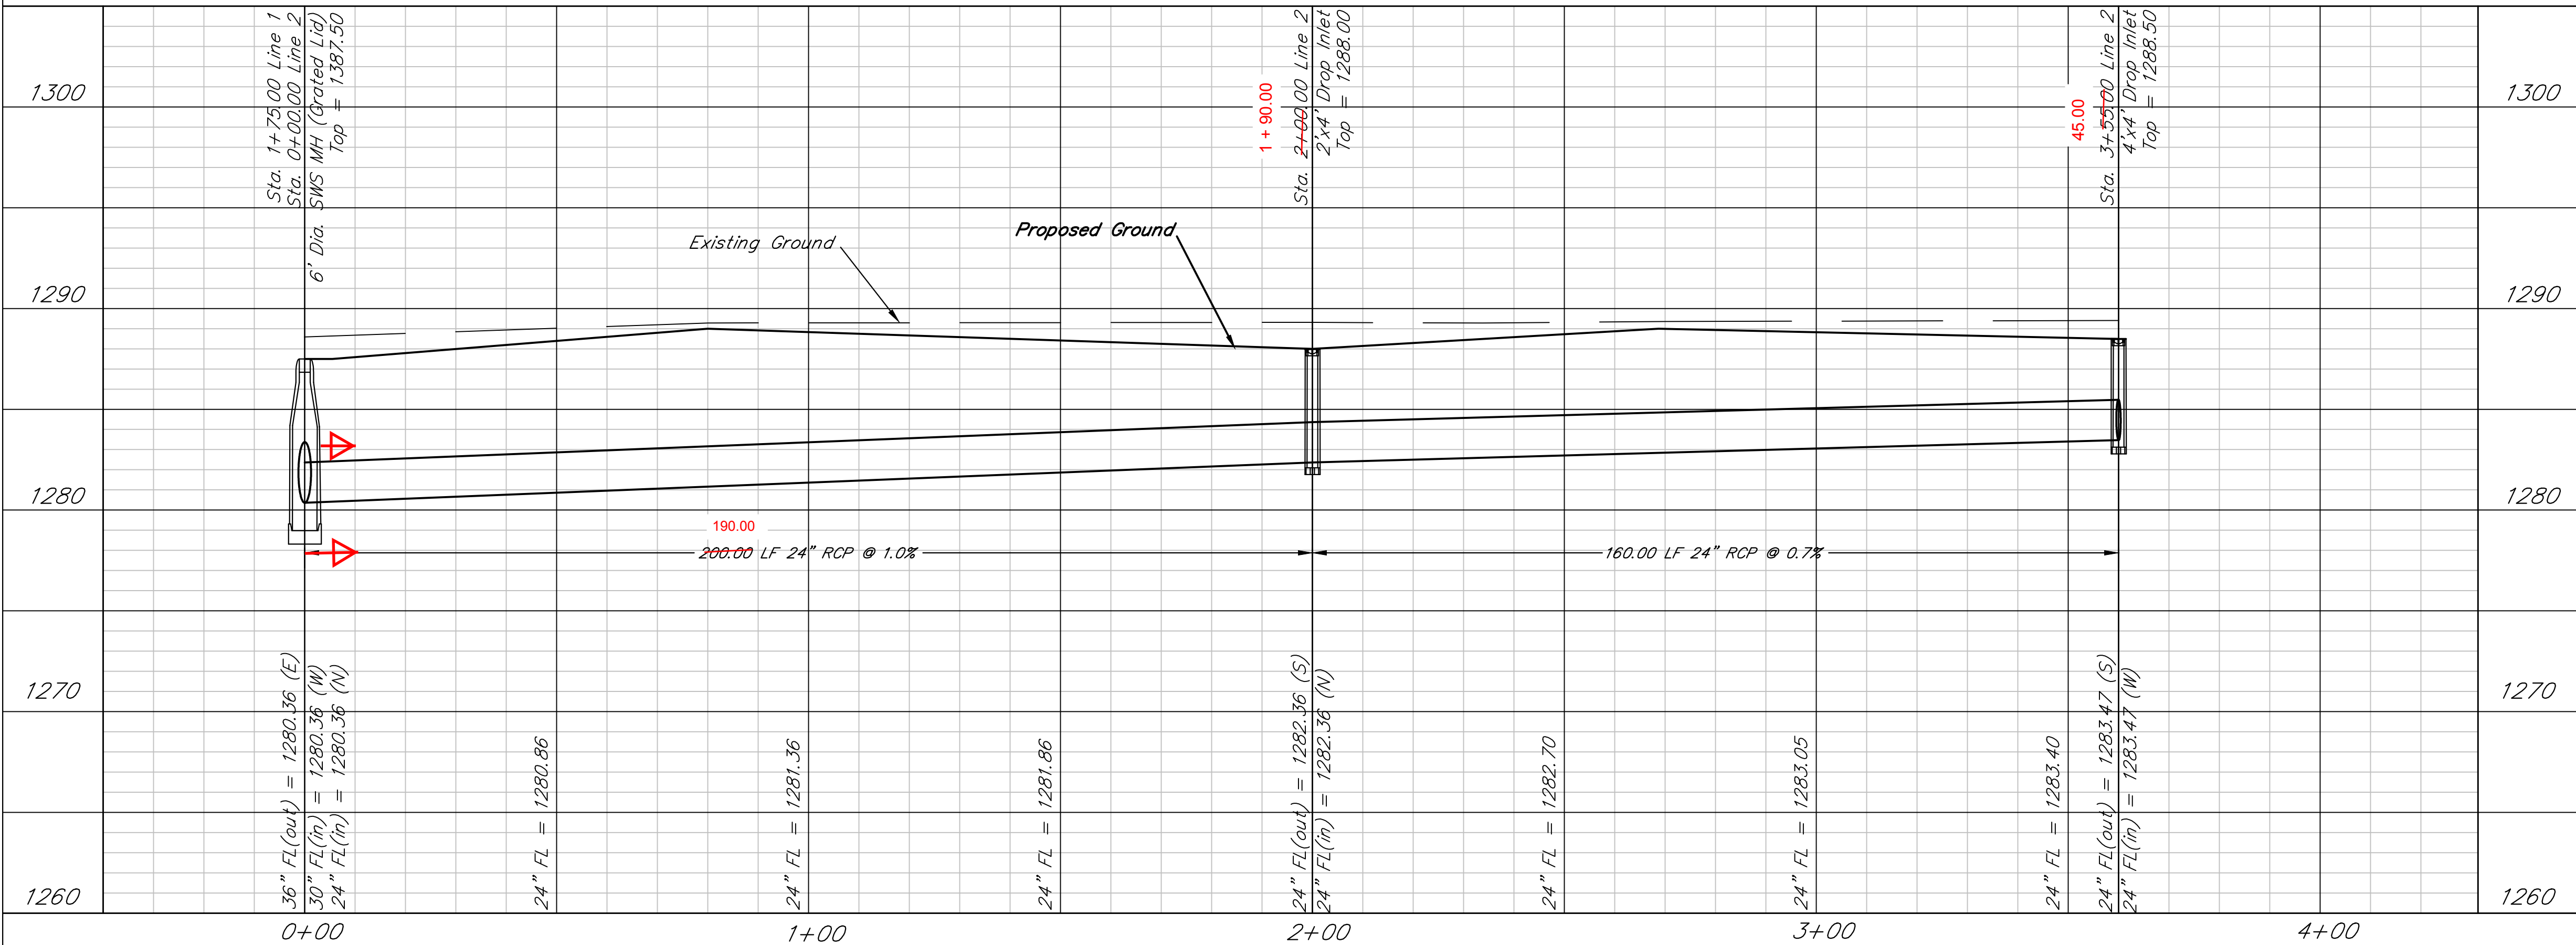 Sta. 1+75.00 Line 1
Sta. 0+00.00 Line 2
6' Dia. SWS MH (Grated Lid)
Top = 1387.50
1 + 90.00
Sta. 2+00.00 Line 2
2'x4' Drop Inlet
Top = 1288.00
45.00
Sta. 3+55.00 Line 2
4'x4' Drop Inlet
Top = 1288.50
1300
1300
Existing Ground
Proposed Ground
1290
1290
1280
1280
190.00
200.00 LF 24" RCP @ 1.0%
160.00 LF 24" RCP @ 0.7%
1270
1270
36" FL(out) = 1280.36 (E)
30" FL(in) = 1280.36 (W)
24" FL(in) = 1280.36 (N)
24" FL = 1280.86
24" FL = 1281.36
24" FL = 1281.86
24" FL(out) = 1282.36 (S)
24" FL(in) = 1282.36 (N)
24" FL = 1282.70
24" FL = 1283.05
24" FL = 1283.40
24" FL(out) = 1283.47 (S)
24" FL(in) = 1283.47 (W)
1260
1260
0+00
1+00
2+00
3+00
4+00